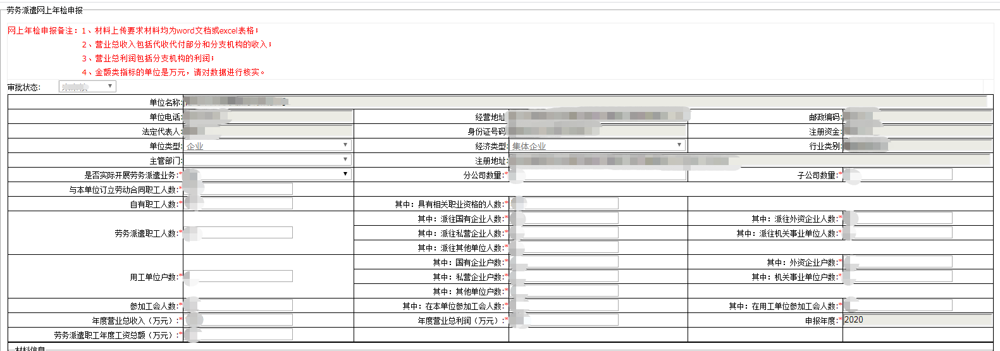 劳务派遣网上年检申报
网上年检申报备注：1、材料上传要求材料均为word文档或excel表格；
2、营业总收入包括代收代付部分和分支机构的收入；
3、营业总利润包括分支机构的利润；
4、金额类指标的单位是万元，请对数据进行核实。
审批状态:
单位名称:
单位电话: 经营地址 邮政编码:
法定代表人: 身份证号码 注册资金:
单位类型: 企业 经济类型: 集体企业 行业类别:
主管部门: 注册地址:
是否实际开展劳务派遣业务:* 分公司数量:* 子公司数量:*
与本单位订立劳动合同职工人数:*
自有职工人数:* 其中：具有相关职业资格的人数:*
其中：派往国有企业人数:* 其中：派往外资企业人数:*
劳务派遣职工人数:* 其中：派往私营企业人数:* 其中：派往机关事业单位人数:*
其中：派往其他单位人数:*
其中：国有企业户数:* 其中：外资企业户数:*
用工单位户数:* 其中：私营企业户数:* 其中：机关事业单位户数:*
其中：其他单位户数:*
参加工会人数:* 其中：在本单位参加工会人数:* 其中：在用工单位参加工会人数:*
年度营业总收入（万元）:* 年度营业总利润（万元）:* 申报年度:* 2020
劳务派遣职工年度工资总额（万元）:*
材料信息